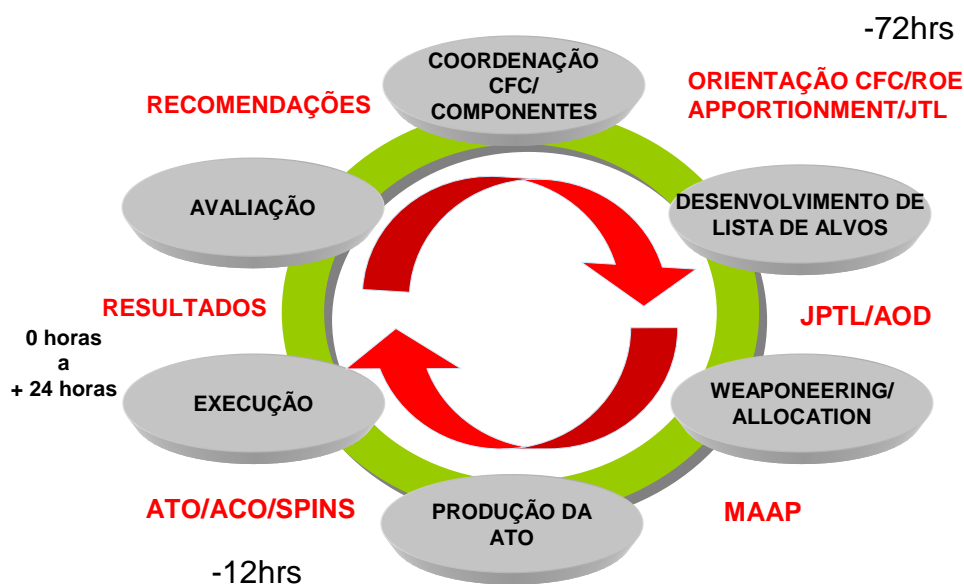 -72hrs
COORDENAÇÃO
CFC/
COMPONENTES
ORIENTAÇÃO CFC/ROE
APPORTIONMENT/JTL
RECOMENDAÇÕES
AVALIAÇÃO
DESENVOLVIMENTO DE
LISTA DE ALVOS
RESULTADOS
JPTL/AOD
0 horas
a
+ 24 horas
EXECUÇÃO
WEAPONEERING/
ALLOCATION
ATO/ACO/SPINS
PRODUÇÃO DA
ATO
MAAP
-12hrs